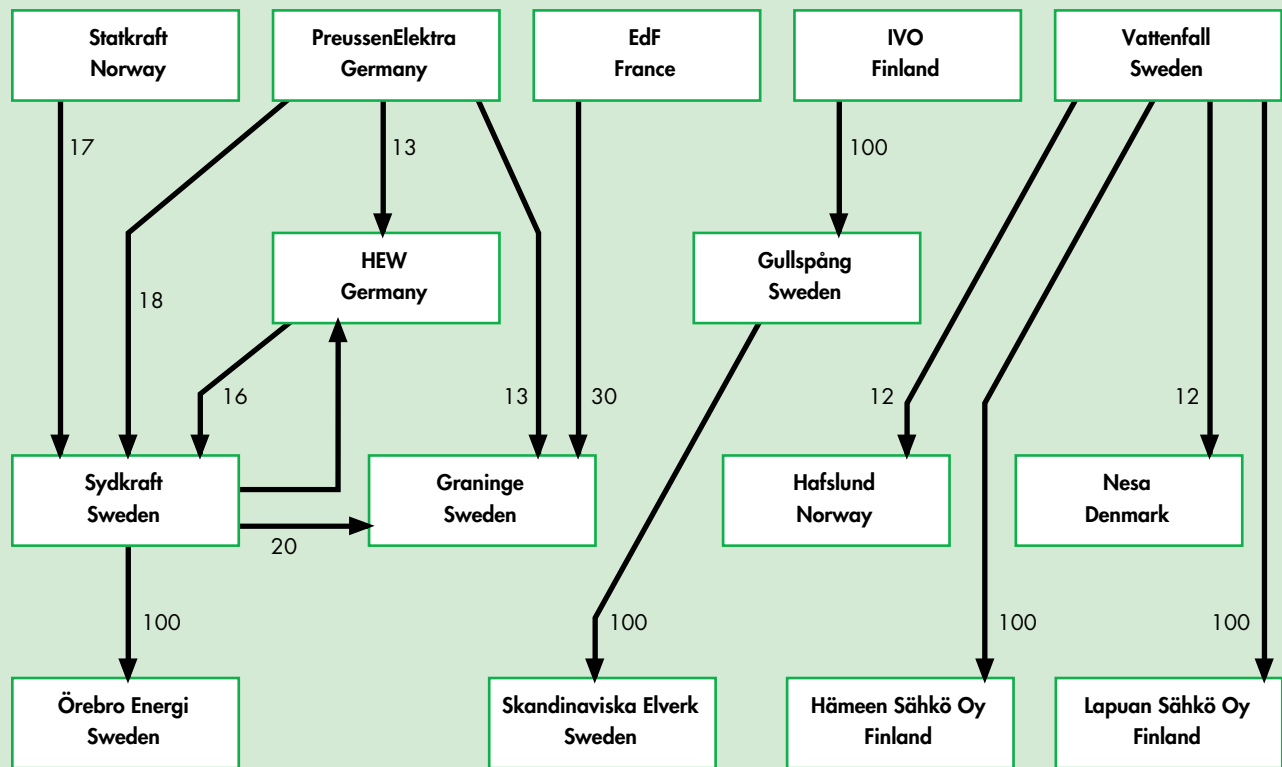 Statkraft
Norway
PreussenElektra
Germany
EdF
France
IVO
Finland
Vattenfall
Sweden
17
13
100
HEW
Germany
Gullspång
Sweden
18
16
13
30
12
12
Sydkraft
Sweden
Graninge
Sweden
Hafslund
Norway
Nesa
Denmark
20
100
100
100
100
Örebro Energi
Sweden
Skandinaviska Elverk
Sweden
Hämeen Sähkö Oy
Finland
Lapuan Sähkö Oy
Finland